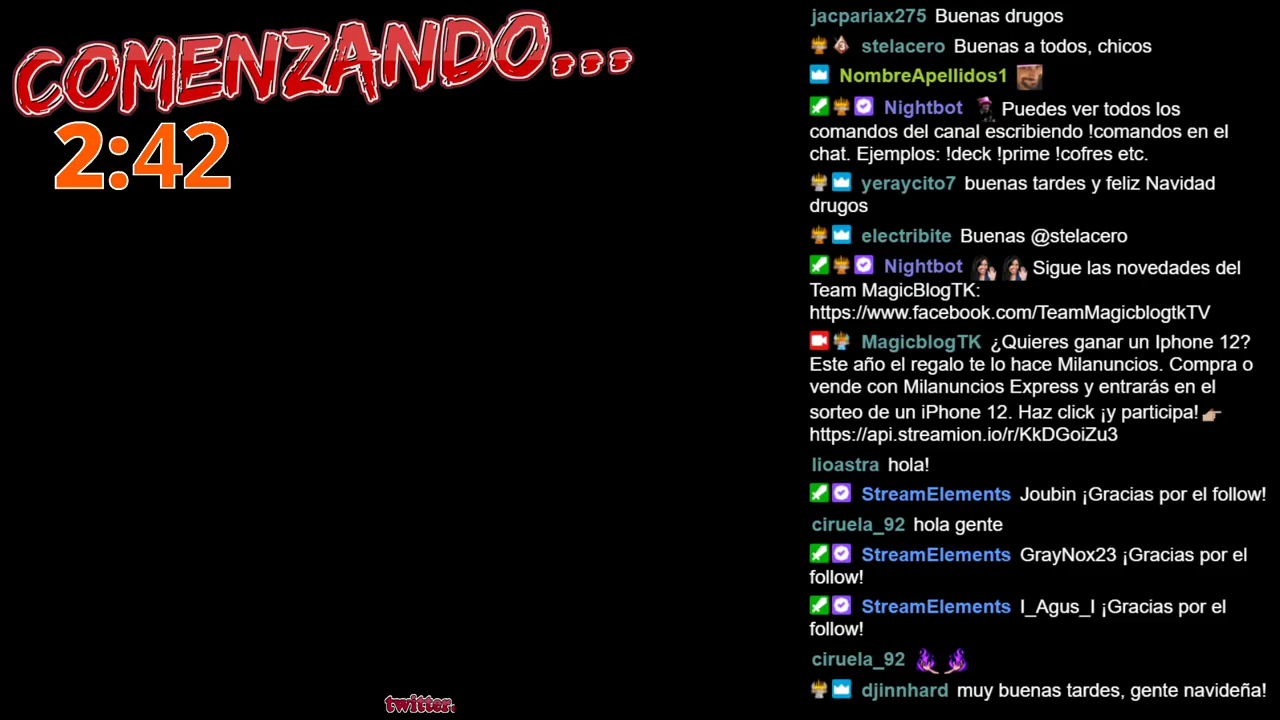 COMENZANDO...
2:42
jacpariax275 Buenas drugos
stelacero Buenas a todos, chicos
NombreApellidos1
Nightbot Puedes ver todos los
comandos del canal escribiendo !comandos en el
chat. Ejemplos: !deck !prime !cofres etc.
yeraycito7 buenas tardes y feliz Navidad
drugos
electribite Buenas @stelacero
Nightbot Sigue las novedades del
Team MagicBlogTK:
https://www.facebook.com/TeamMagicblogtkTV
MagicblogTK ¿Quieres ganar un Iphone 12?
Este año el regalo te lo hace Milanuncios. Compra o
vende con Milanuncios Express y entrarás en el
sorteo de un iPhone 12. Haz click ¡y participa!
https://api.streamion.io/r/KkDGoiZu3
lioastra hola!
StreamElements Joubin ¡Gracias por el follow!
ciruela_92 hola gente
StreamElements GrayNox23 ¡Gracias por el
follow!
StreamElements I_Agus_I ¡Gracias por el
follow!
ciruela_92
djinnhard muy buenas tardes, gente navideña!
twitter.